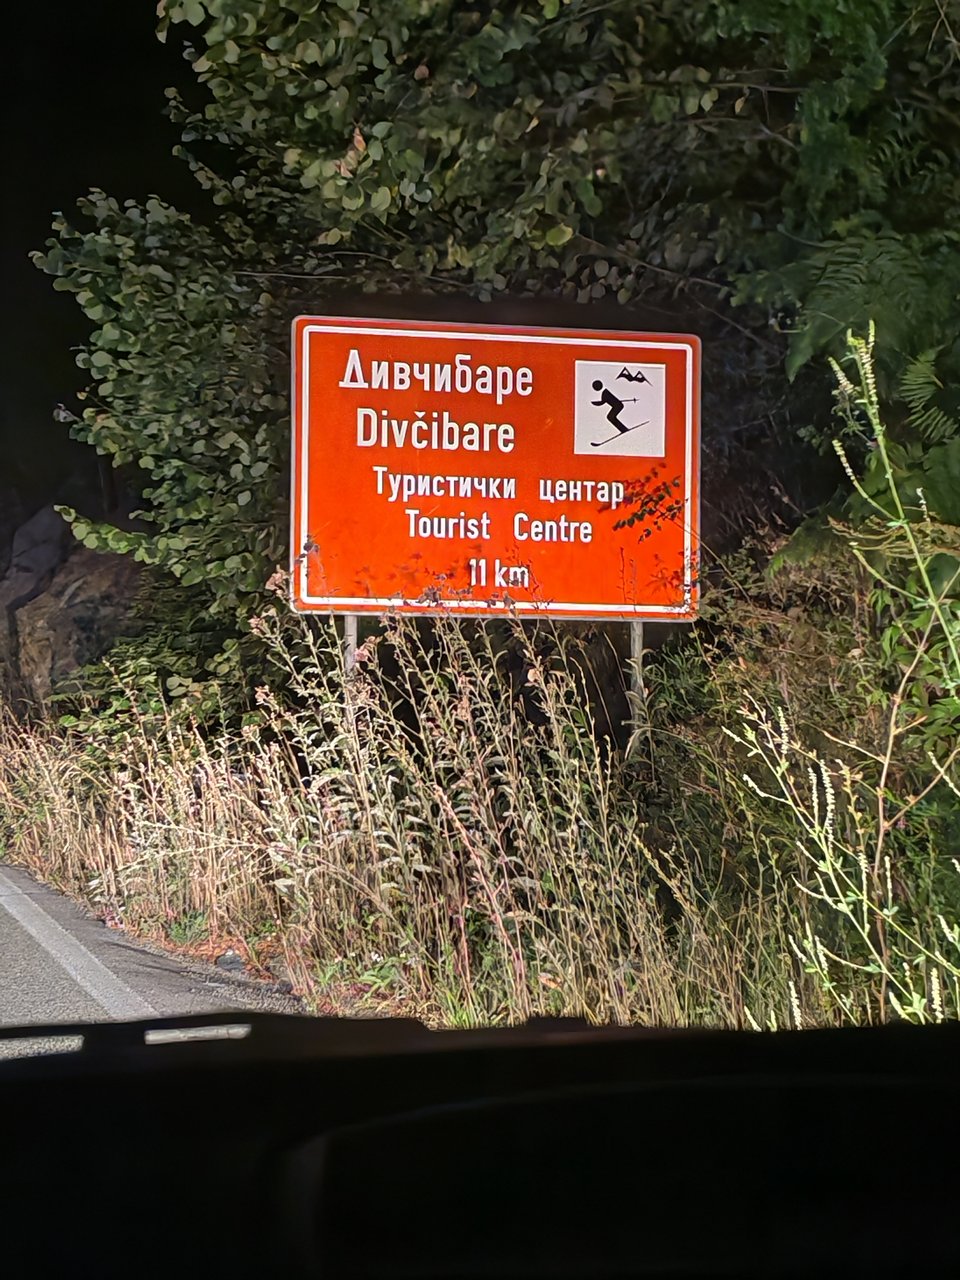 Дивчибаре
Divčibare
Туристички центар
Tourist Centre
11 km